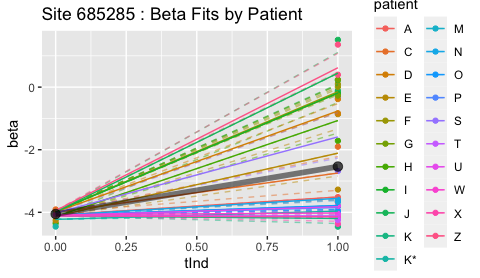 Site 685285 : Beta Fits by Patient
beta
0
-2
-4
0.00 0.25 0.50 0.75 1.00
tInd
patient
A
C
D
E
F
G
H
I
J
K
K*
M
N
O
P
S
T
U
W
X
Z